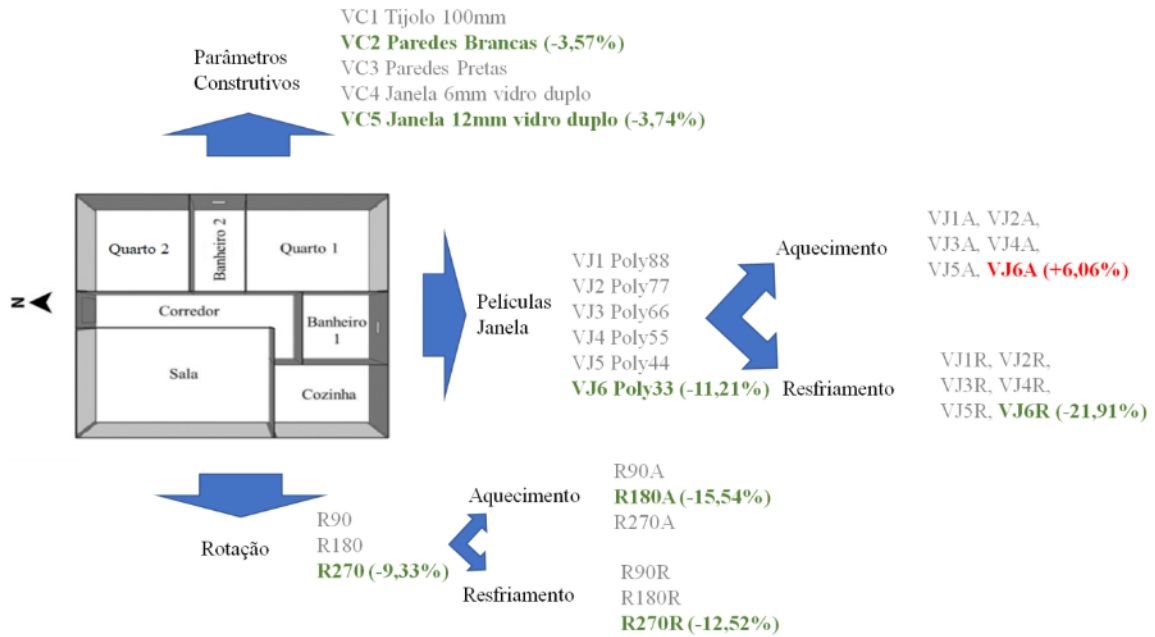 VC1 Tijolo 100mm
VC2 Paredes Brancas (-3,57%)
VC3 Paredes Pretas
VC4 Janela 6mm vidro duplo
VC5 Janela 12mm vidro duplo (-3,74%)
Parâmetros
Construtivos
Quarto 2
Banheiro 2
Quarto 1
N
Corredor
Banheiro
1
Sala
Cozinha
Películas
Janela
VJ1 Poly88
VJ2 Poly77
VJ3 Poly66
VJ4 Poly55
VJ5 Poly44
VJ6 Poly33 (-11,21%)
Aquecimento
VJ1A, VJ2A,
VJ3A, VJ4A,
VJ5A, VJ6A (+6,06%)
Resfriamento
VJ1R, VJ2R,
VJ3R, VJ4R,
VJ5R, VJ6R (-21,91%)
Rotação
R90
R180
R270 (-9,33%)
Aquecimento
R90A
R180A (-15,54%)
R270A
Resfriamento
R90R
R180R
R270R (-12,52%)